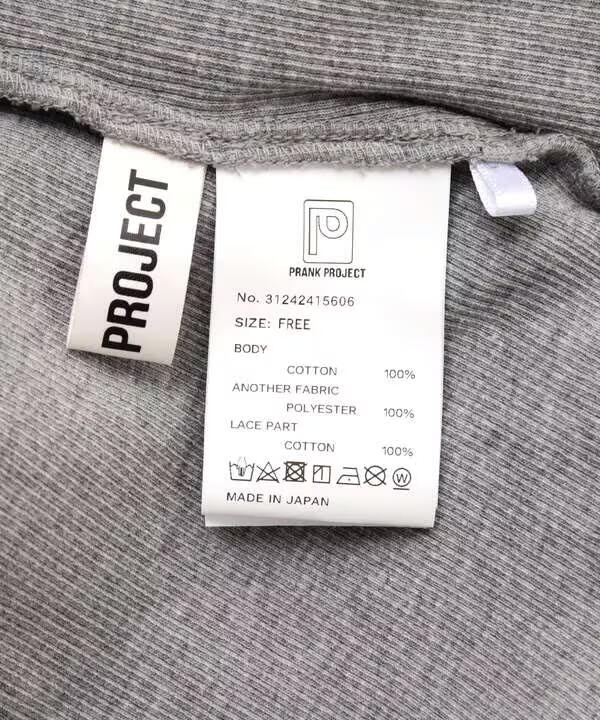 PROJECT
P
PRANK PROJECT
No. 31242415606
SIZE: FREE
BODY
COTTON 100%
ANOTHER FABRIC
POLYESTER 100%
LACE PART
COTTON 100%
W
MADE IN JAPAN